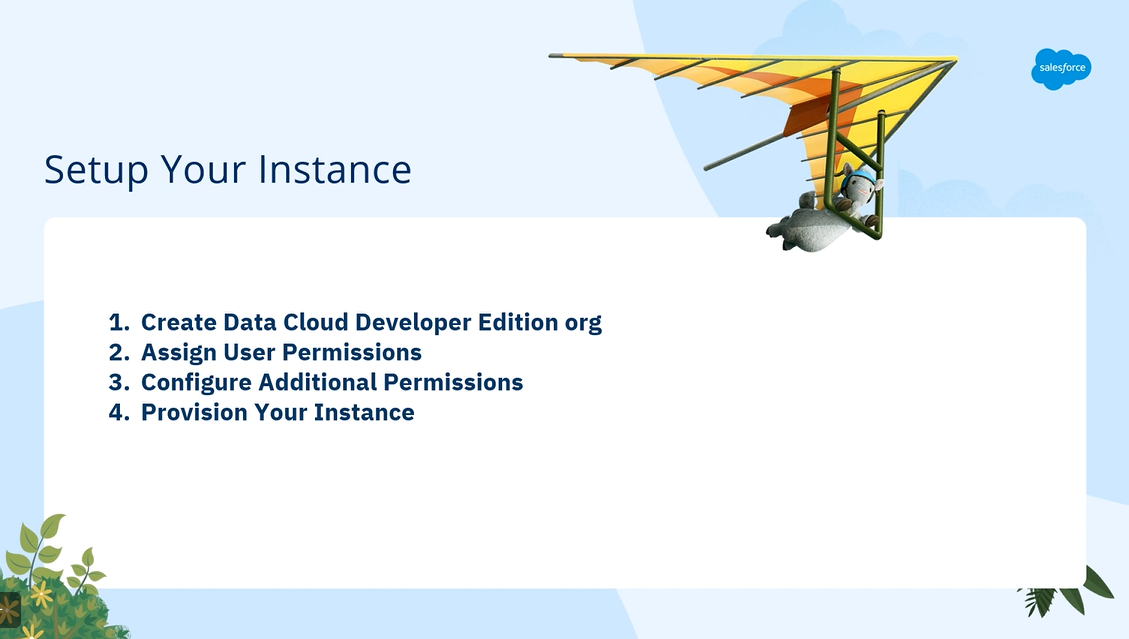 salesforce
Setup Your Instance
1. Create Data Cloud Developer Edition org
2. Assign User Permissions
3. Configure Additional Permissions
4. Provision Your Instance